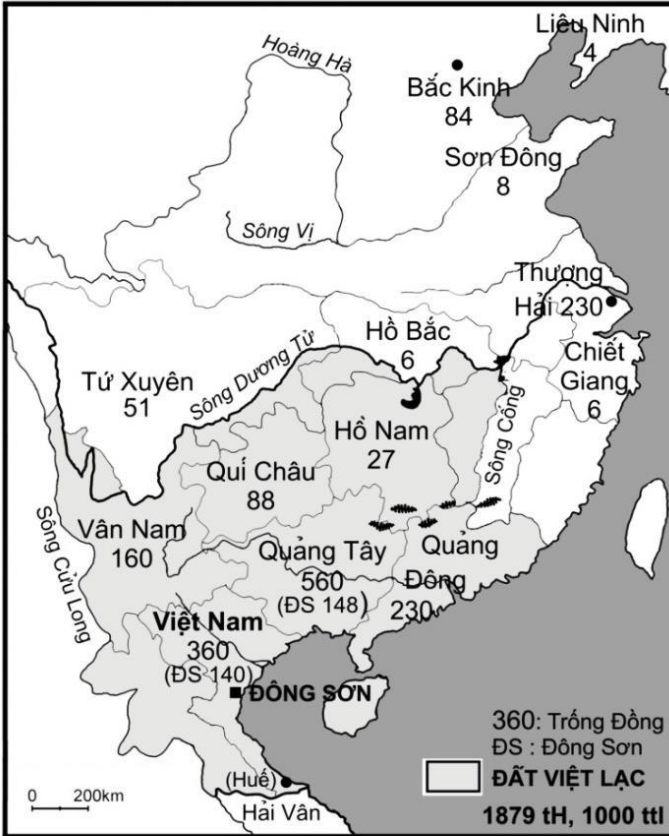 Liêu Ninh
4
Hoàng Hà
Bắc Kinh
84
Sơn Đông
8
Sông Vị
Thượng
Hải 230
Hồ Bắc
6
Chiết
Giang
6
Tứ Xuyên
51
Sông Dương Tử
Sông Cống
Hồ Nam
27
Quí Châu
88
Sông Cửu Long
Vân Nam
160
Quảng Tây
560
(ĐS 148)
Quảng
Đông
230
Việt Nam
360
(ĐS 140)
ĐÔNG SƠN
360: Trống Đồng
ĐS : Đông Sơn
ĐẤT VIỆT LẠC
1879 tH, 1000 ttl
(Huế)
Hải Vân
0 200km